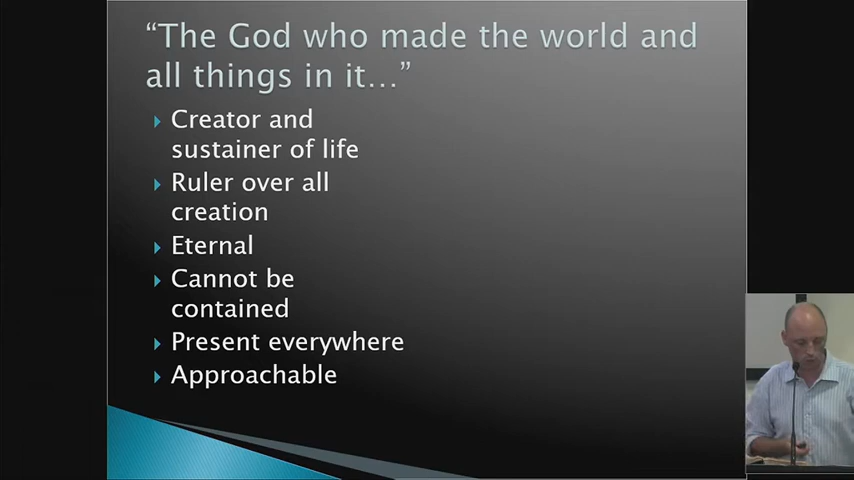 “The God who made the world and
all things in it…”
Creator and
sustainer of life
Ruler over all
creation
Eternal
Cannot be
contained
Present everywhere
Approachable